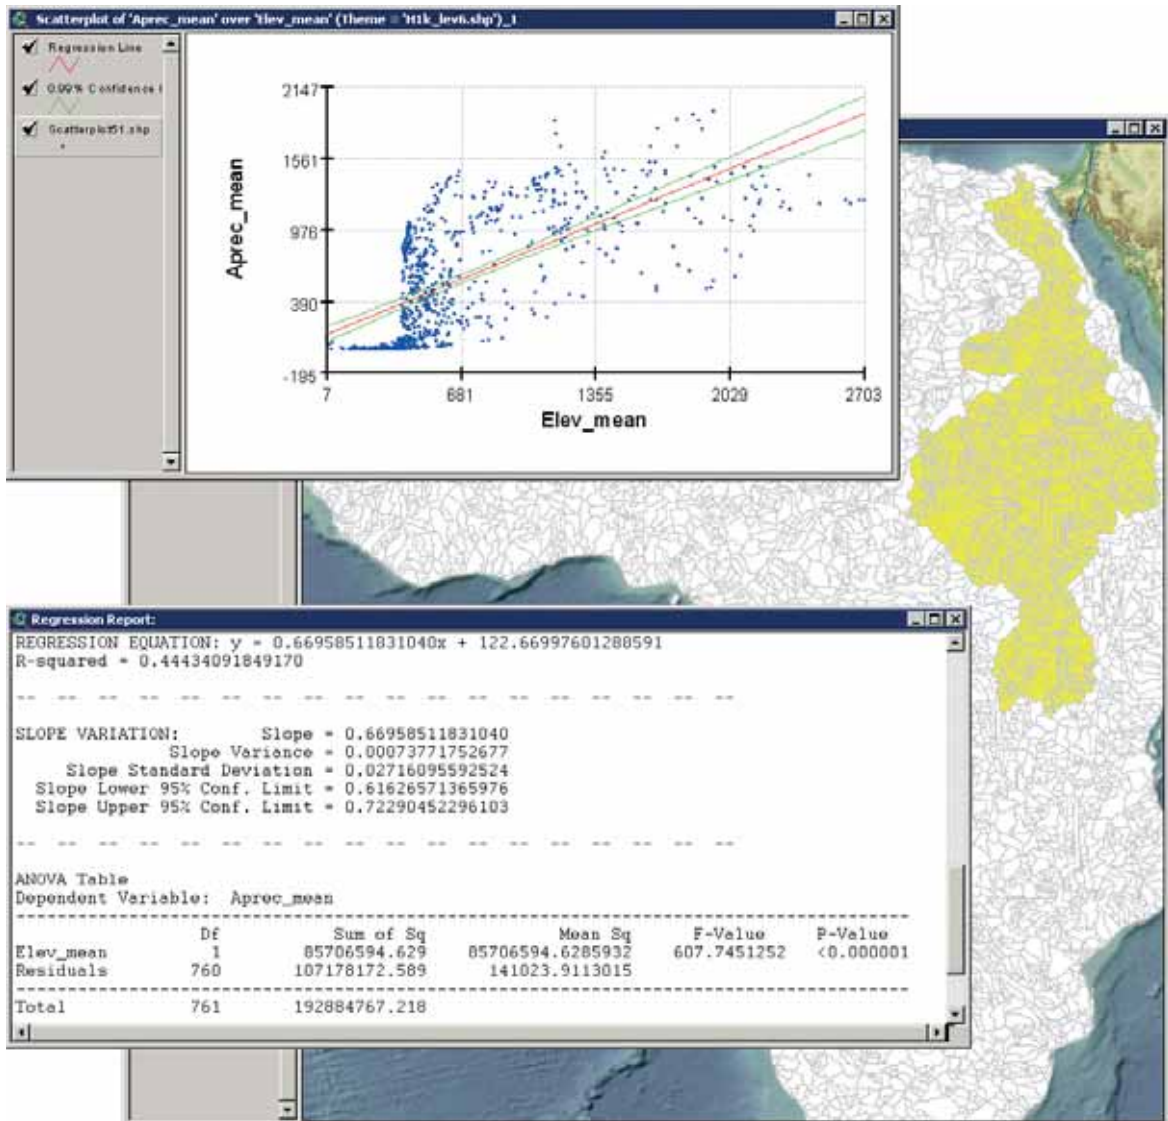 Scatterplot of 'Aprec_mean' over 'Elev_mean' (Theme = 'H1k_lev6.shp')_1
Regression Line
0.99% Confidence
Scatterplot51.shp
2147
1561
976
390
-195
Aprec_mean
7 681 1355 2029 2703
Elev_mean
Regression Report:
REGRESSION EQUATION: y = 0.66958511831040x + 122.66997601288591
R-squared = 0.44434091849170
-- -- -- -- -- -- -- -- -- -- -- -- -- -- -- -- -- --
SLOPE VARIATION: Slope = 0.66958511831040
Slope Variance = 0.00073771752677
Slope Standard Deviation = 0.02716095592524
Slope Lower 95% Conf. Limit = 0.61626571365976
Slope Upper 95% Conf. Limit = 0.72290452296103
-- -- -- -- -- -- -- -- -- -- -- -- -- -- -- -- -- --
ANOVA Table
Dependent Variable: Aprec_mean
Df Sum of Sq Mean Sq F-Value P-Value
Elev_mean 1 85706594.629 85706594.6285932 607.7451252 <0.000001
Residuals 760 107178172.589 141023.9113015
Total 761 192884767.218